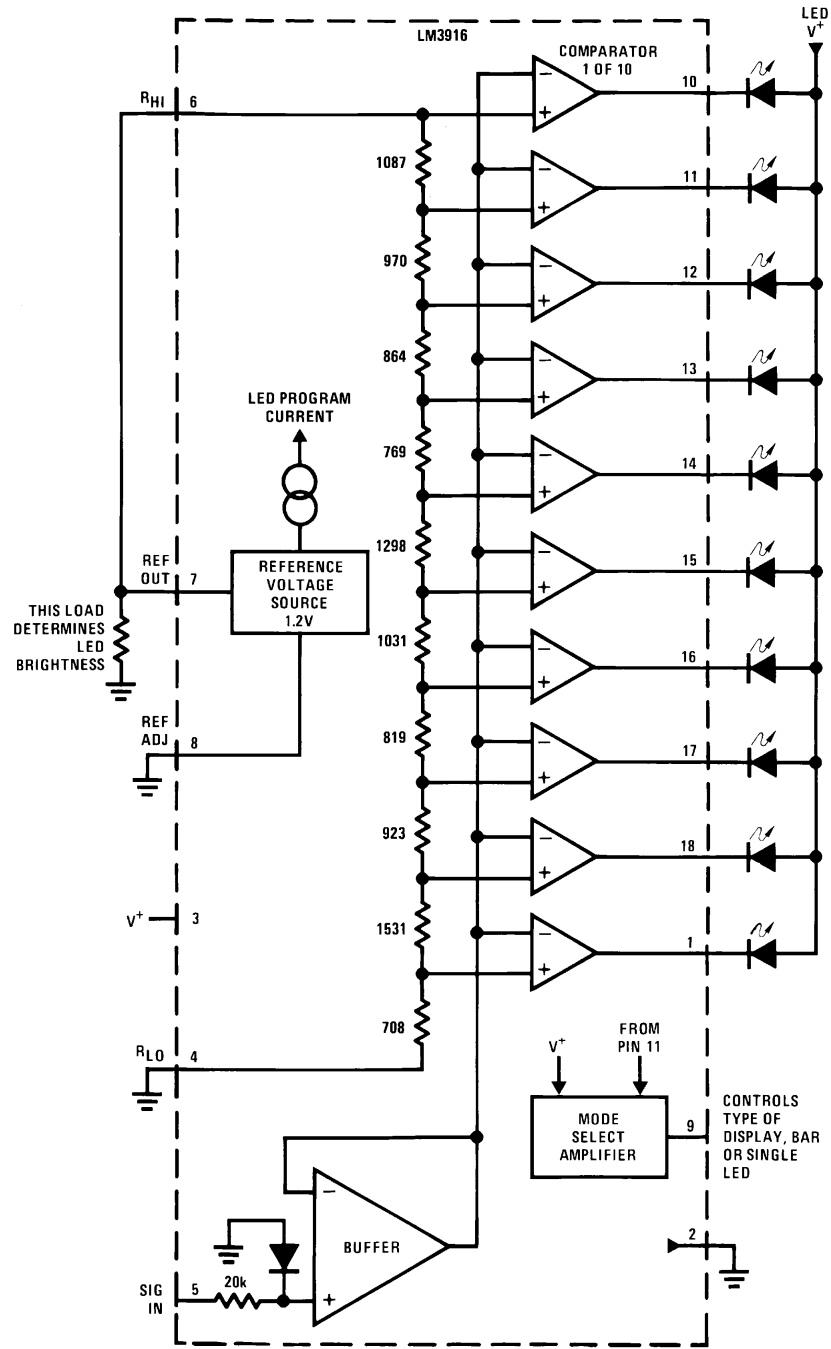 LED
V+
LM3916
COMPARATOR
1 OF 10
−
+
10
RHI
6
1087
−
+
11
970
−
+
12
864
−
+
13
LED PROGRAM
CURRENT
769
−
+
14
1298
−
+
15
REF
OUT
7
REFERENCE
VOLTAGE
SOURCE
1.2V
THIS LOAD
DETERMINES
LED
BRIGHTNESS
1031
−
+
16
REF
ADJ
8
819
−
+
17
923
−
+
18
V+
3
1531
−
+
1
708
RLO
4
V+
FROM
PIN 11
MODE
SELECT
AMPLIFIER
9
CONTROLS
TYPE OF
DISPLAY, BAR
OR SINGLE
LED
−
BUFFER
+
2
SIG
IN
5
20k